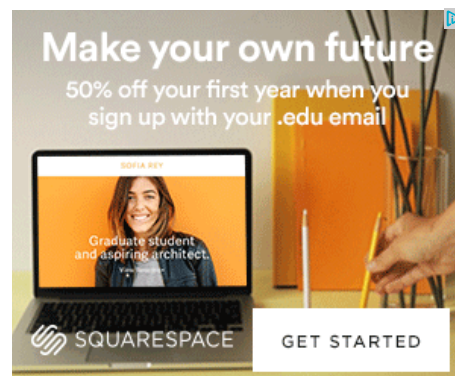 Make your own future
50% off your first year when you
sign up with your .edu email
SOFIA REY
Graduate student
and aspiring architect.
SQUARESPACE
GET STARTED